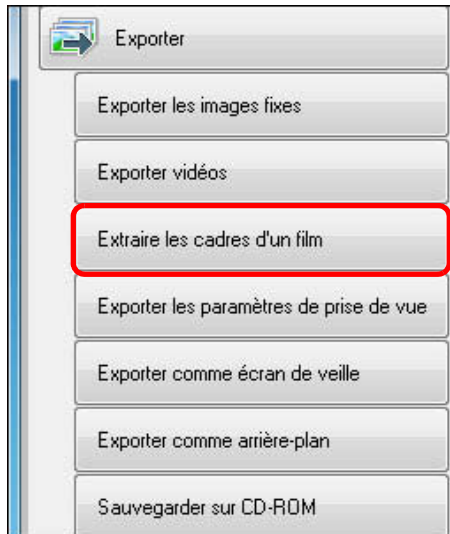 Exporter
Exporter les images fixes
Exporter vidéos
Extraire les cadres d'un film
Exporter les paramètres de prise de vue
Exporter comme écran de veille
Exporter comme arrière-plan
Sauvegarder sur CD-ROM